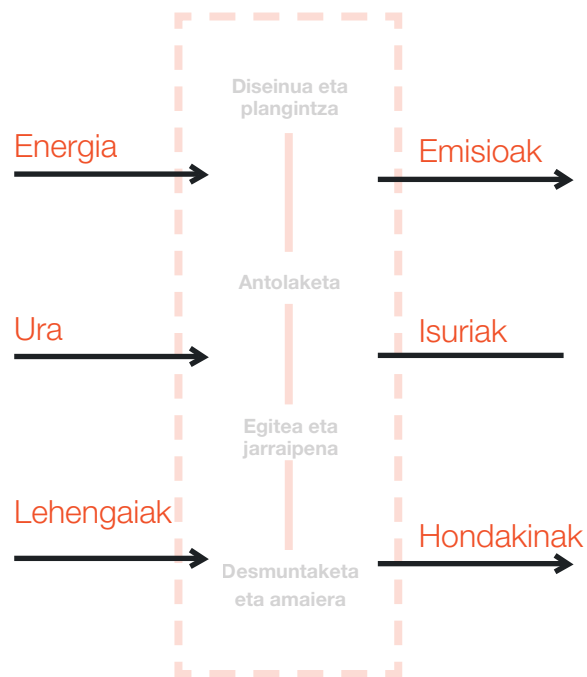 Diseinua eta
plangintza
Energia
Emisioak
Antolaketa
Ura
Isuriak
Egitea eta
jarraipena
Lehengaiak
Hondakinak
Desmuntaketa
eta amaiera